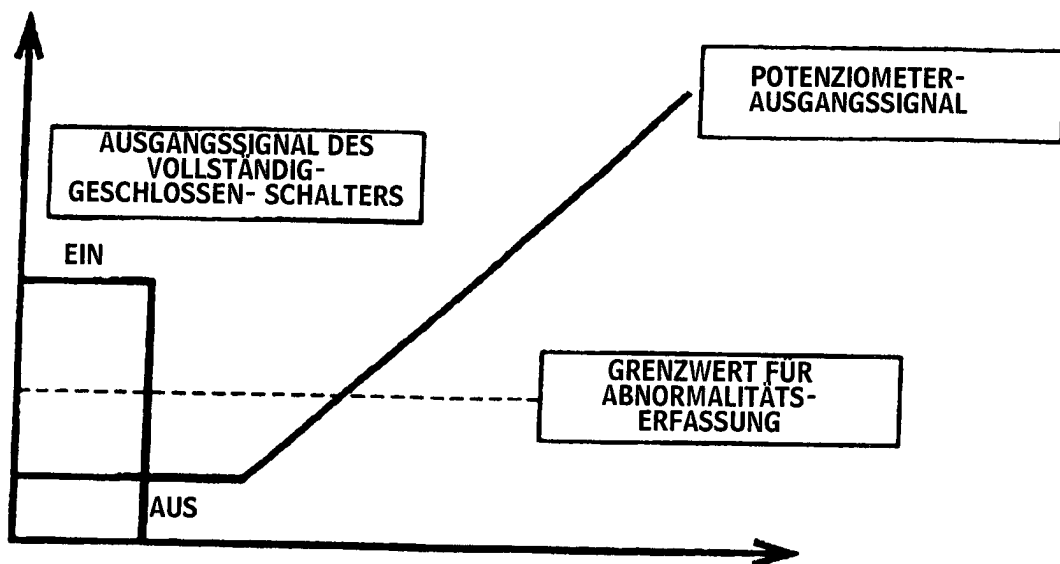 POTENZIOMETER-
AUSGANGSSIGNAL
AUSGANGSSIGNAL DES
VOLLSTÄNDIG-
GESCHLOSSEN- SCHALTERS
EIN
GRENZWERT FÜR
ABNORMALITÄTS-
ERFASSUNG
AUS